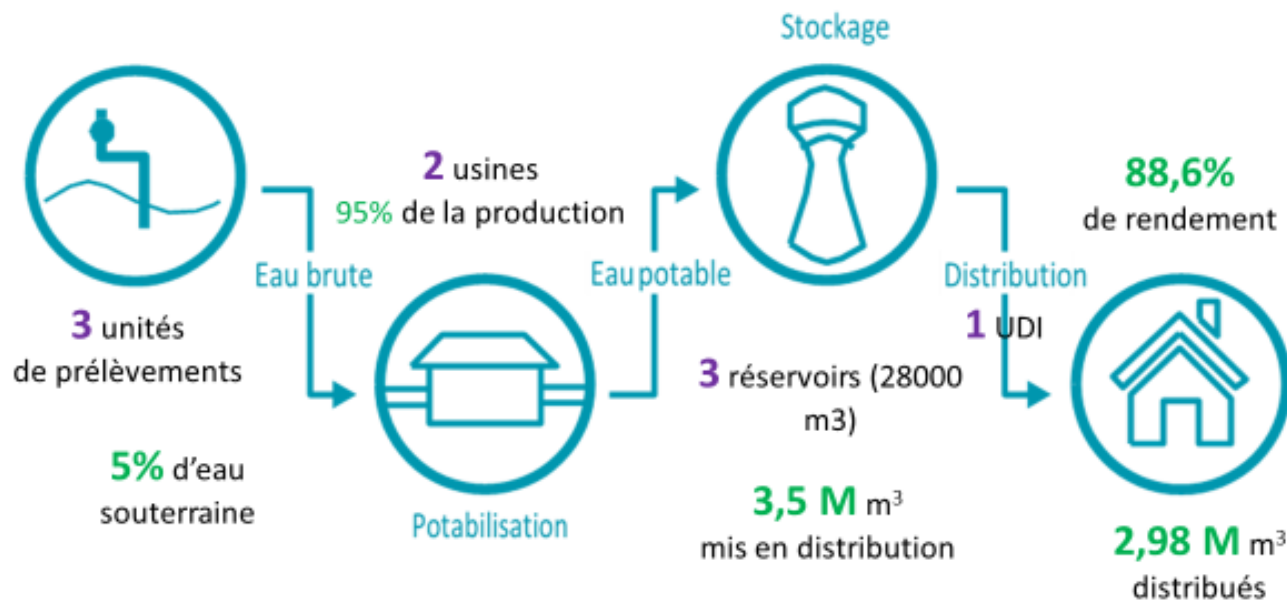 Stockage
2 usines
95% de la production
88,6%
de rendement
Eau brute
Eau potable
Distribution
3 unités
de prélèvements
1 UDI
3 réservoirs (28000
m3)
5% d’eau
souterraine
Potabilisation
3,5 M m³
mis en distribution
2,98 M m³
distribués